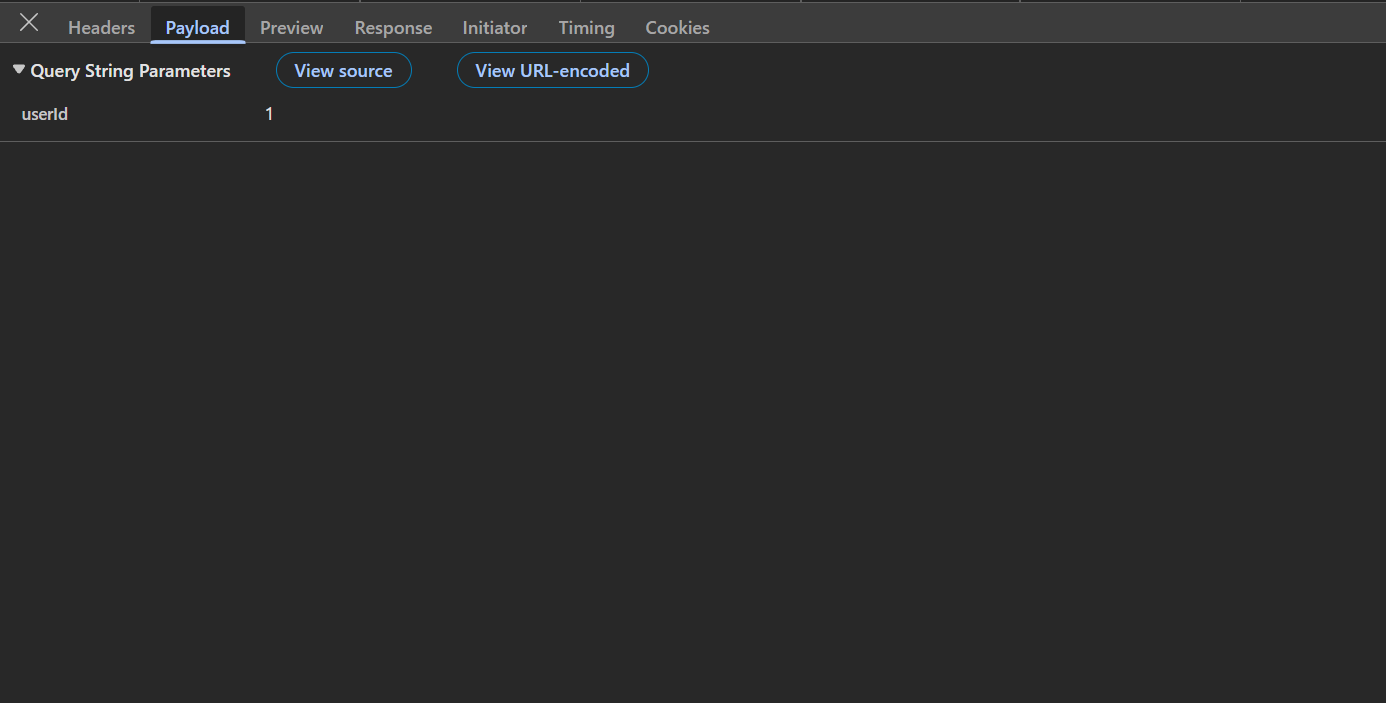 Headers Payload Preview Response Initiator Timing Cookies
Query String Parameters View source View URL-encoded
userId 1